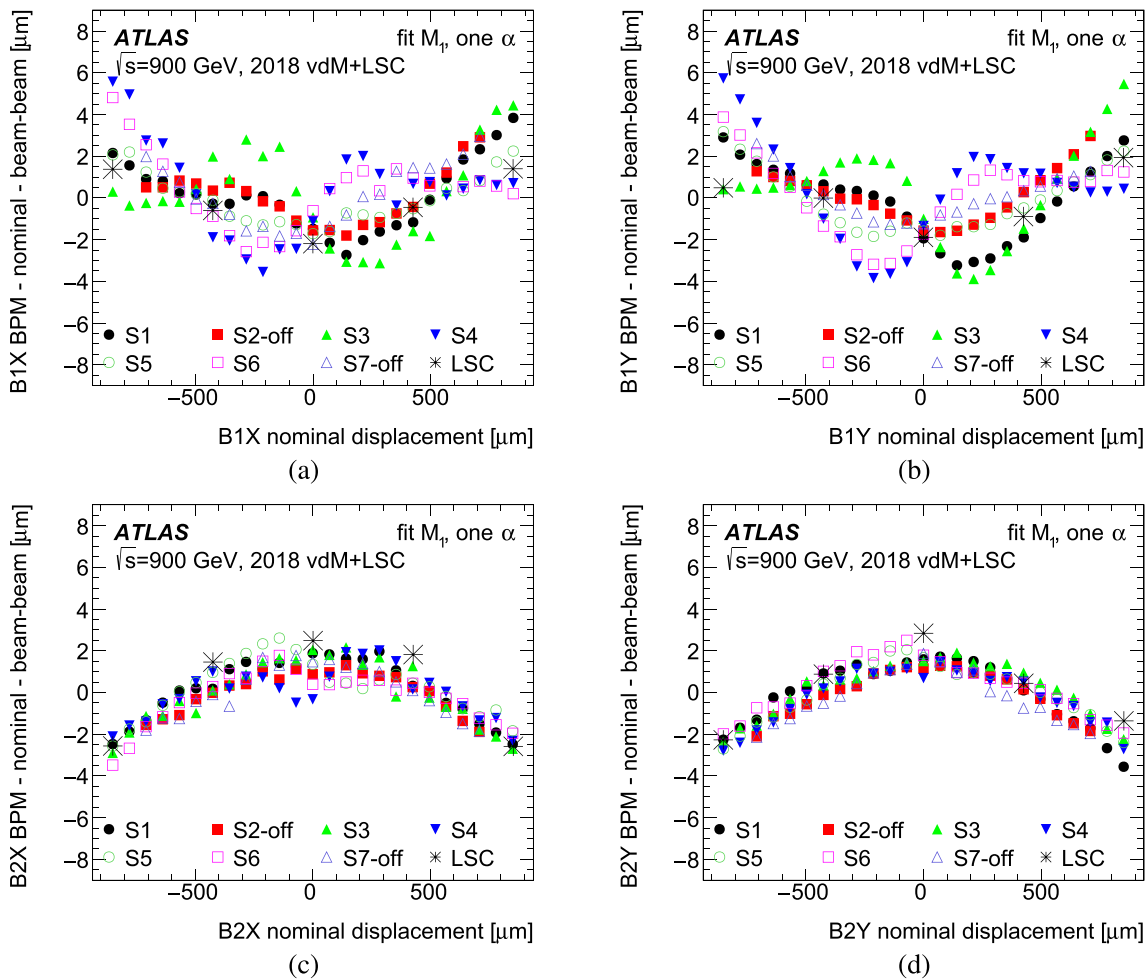 B1X BPM - nominal - beam-beam [μm]
8
6
4
2
0
−2
−4
−6
−8
ATLAS fit M1, one α
√s=900 GeV, 2018 vdM+LSC
S1 S2-off S3 S4
S5 S6 S7-off LSC
−500 0 500
B1X nominal displacement [μm]
(a)
B1Y BPM - nominal - beam-beam [μm]
8
6
4
2
0
−2
−4
−6
−8
ATLAS fit M1, one α
√s=900 GeV, 2018 vdM+LSC
S1 S2-off S3 S4
S5 S6 S7-off LSC
−500 0 500
B1Y nominal displacement [μm]
(b)
B2X BPM - nominal - beam-beam [μm]
8
6
4
2
0
−2
−4
−6
−8
ATLAS fit M1, one α
√s=900 GeV, 2018 vdM+LSC
S1 S2-off S3 S4
S5 S6 S7-off LSC
−500 0 500
B2X nominal displacement [μm]
(c)
B2Y BPM - nominal - beam-beam [μm]
8
6
4
2
0
−2
−4
−6
−8
ATLAS fit M1, one α
√s=900 GeV, 2018 vdM+LSC
S1 S2-off S3 S4
S5 S6 S7-off LSC
−500 0 500
B2Y nominal displacement [μm]
(d)